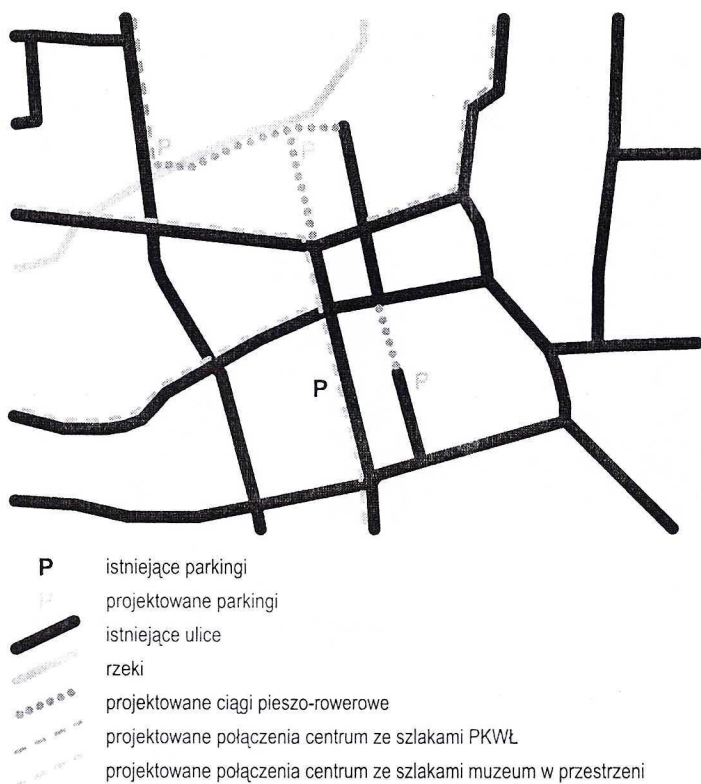 P
P
P
P
P istniejące parkingi
P projektowane parkingi
istniejące ulice
rzeki
projektowane ciągi pieszo-rowerowe
projektowane połączenia centrum ze szlakami PKWŁ
projektowane połączenia centrum ze szlakami muzeum w przestrzeni